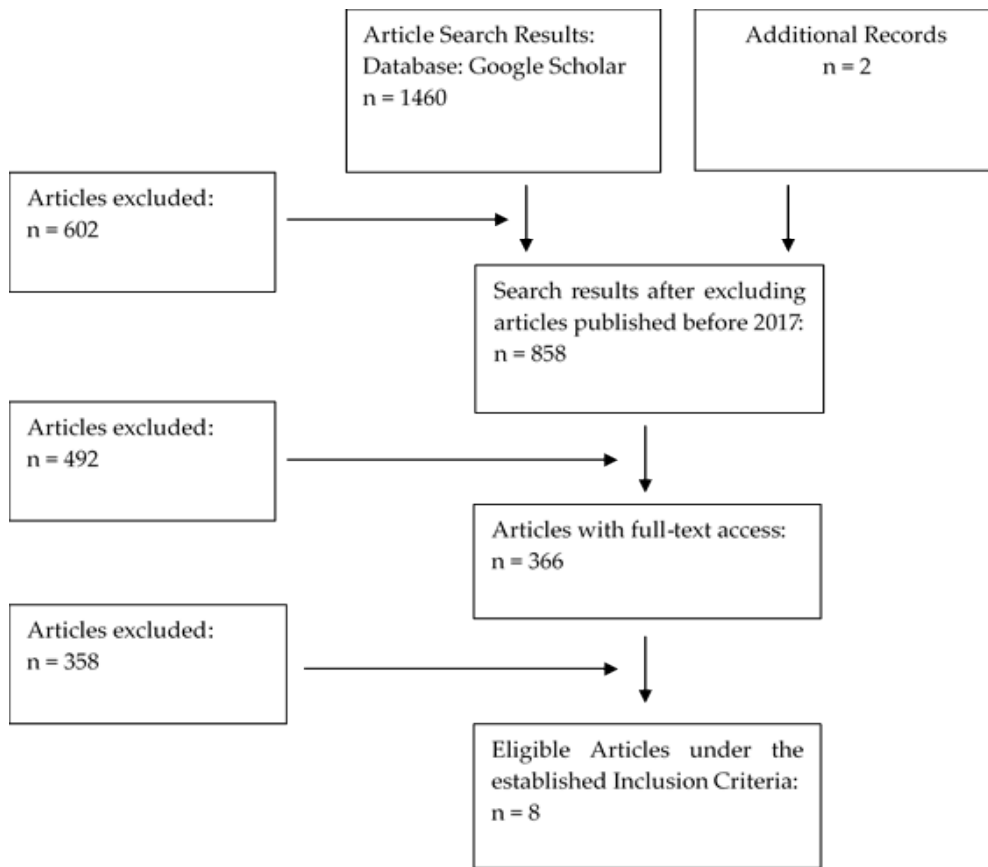 Article Search Results:
Database: Google Scholar
n = 1460
Additional Records
n = 2
Articles excluded:
n = 602
Search results after excluding
articles published before 2017:
n = 858
Articles excluded:
n = 492
Articles with full-text access:
n = 366
Articles excluded:
n = 358
Eligible Articles under the
established Inclusion Criteria:
n = 8